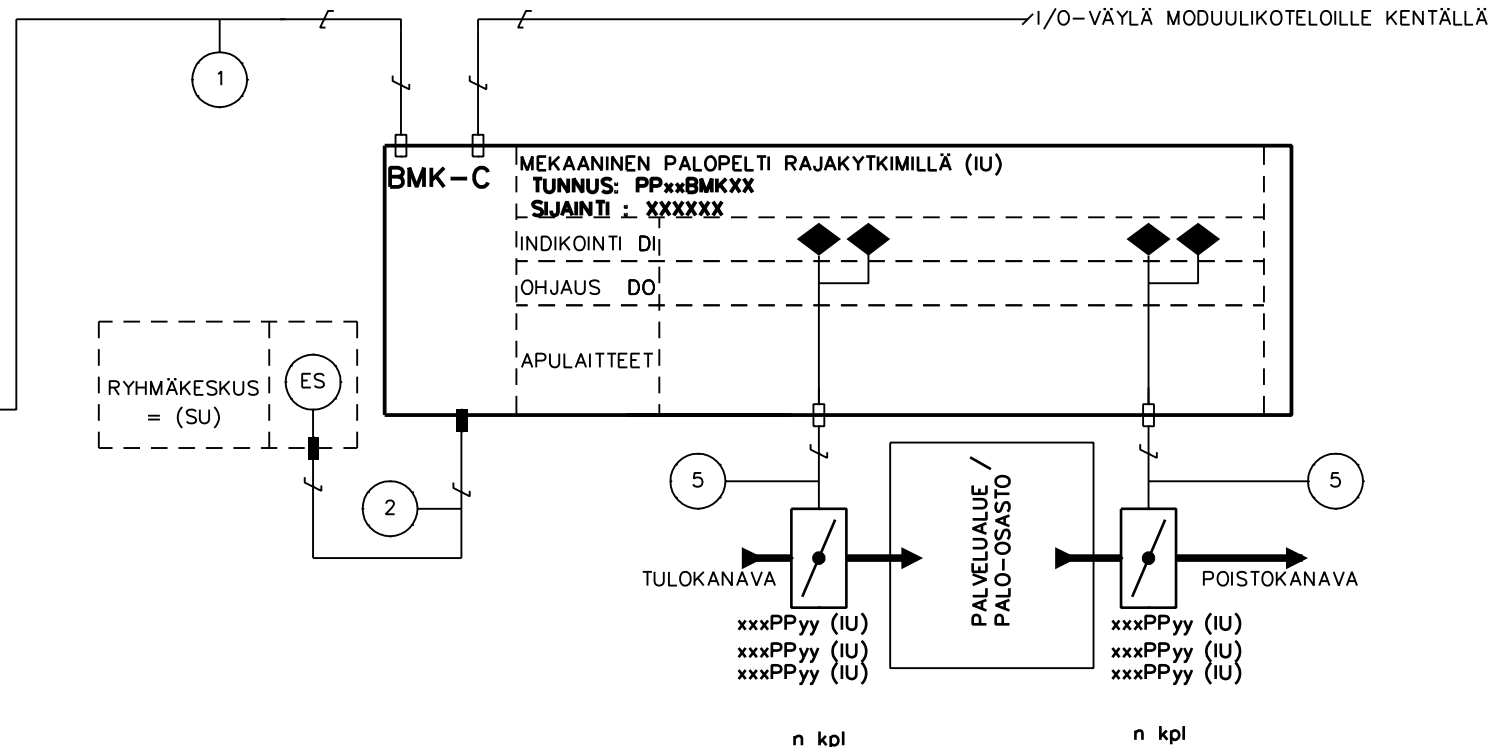 I/O-VÄYLÄ MODUULIKOTELOILLE KENTÄLLÄ
1
BMK-C
MEKAANINEN PALOPELTI RAJAKYTKIMILLÄ (IU)
TUNNUS: PPxxBMKXX
SIJAINTI : XXXXXX
INDIKOINTI DI
OHJAUS DO
APULAITTEET
RYHMÄKESKUS
= (SU)
ES
2
5
5
PALVELUALUE /
PALO-OSASTO
TULOKANAVA
POISTOKANAVA
xxxPPyy (IU)
xxxPPyy (IU)
xxxPPyy (IU)
xxxPPyy (IU)
xxxPPyy (IU)
xxxPPyy (IU)
n kpl
n kpl